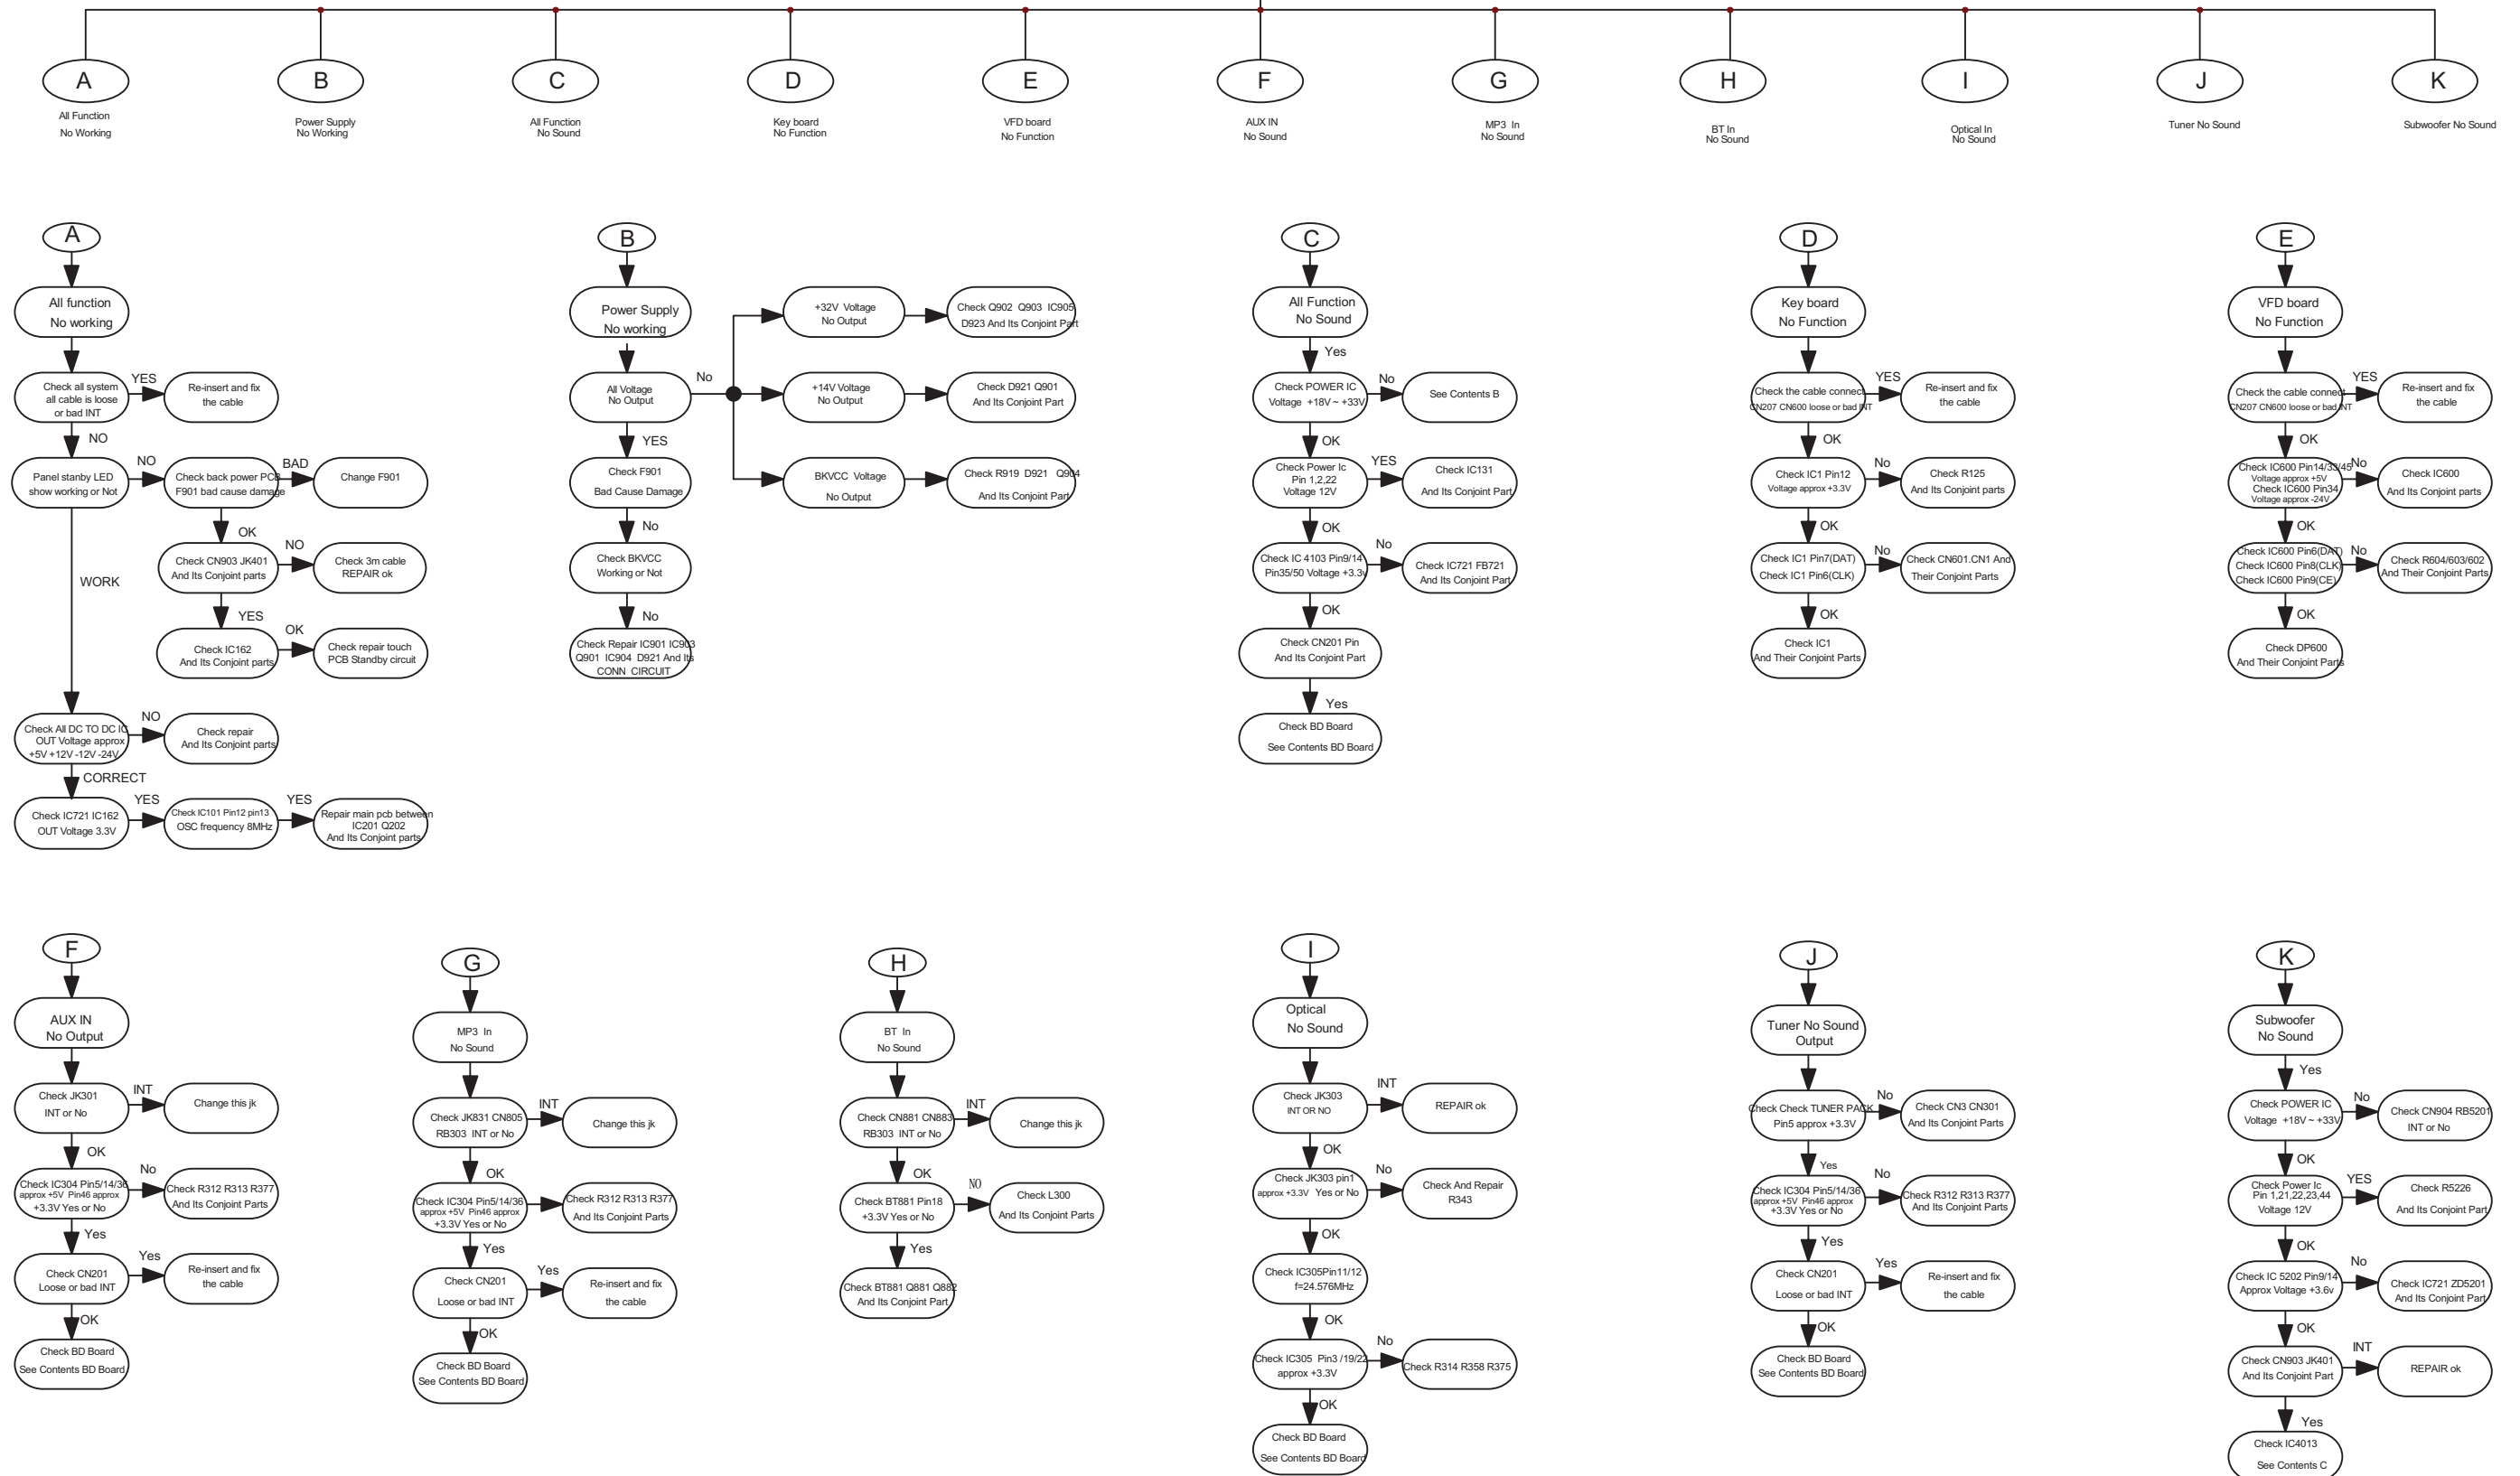 A
B
C
D
E
F
G
H
I
J
K
All Function
No Working
Power Supply
No Working
All Function
No Sound
Key board
No Function
VFD board
No Function
AUX IN
No Sound
MP3 In
No Sound
BT In
No Sound
Optical In
No Sound
Tuner No Sound
Subwoofer No Sound
A
All function
No working
Check all system
all cable is loose
or bad INT
YES
Re-insert and fix
the cable
NO
Panel stanby LED
show working or Not
NO
Check back power PCB
F901 bad cause damage
BAD
Change F901
OK
Check CN903 JK401
And Its Conjoint parts
NO
Check 3m cable
REPAIR ok
YES
Check IC162
And Its Conjoint parts
OK
Check repair touch
PCB Standby circuit
WORK
Check All DC TO DC IC
OUT Voltage approx
+5V +12V -12V -24V
NO
Check repair
And Its Conjoint parts
CORRECT
Check IC721 IC162
OUT Voltage 3.3V
YES
Check IC101 Pin12 pin13
OSC frequency 8MHz
YES
Repair main pcb between
IC201 Q202
And Its Conjoint parts
B
Power Supply
No working
All Voltage
No Output
No
+32V Voltage
No Output
Check Q902 Q903 IC905
D923 And Its Conjoint Part
+14V Voltage
No Output
Check D921 Q901
And Its Conjoint Part
BKVCC Voltage
No Output
Check R919 D921 Q904
And Its Conjoint Part
YES
Check F901
Bad Cause Damage
No
Check BKVCC
Working or Not
No
Check Repair IC901 IC903
Q901 IC904 D921 And Its
CONN CIRCUIT
C
All Function
No Sound
Yes
Check POWER IC
Voltage +18V ~ +33V
No
See Contents B
OK
Check Power Ic
Pin 1,2,22
Voltage 12V
YES
Check IC131
And Its Conjoint Part
OK
Check IC 4103 Pin9/14
Pin35/50 Voltage +3.3v
No
Check IC721 FB721
And Its Conjoint Part
OK
Check CN201 Pin
And Its Conjoint Part
Yes
Check BD Board
See Contents BD Board
D
Key board
No Function
Check the cable connect
CN207 CN600 loose or bad INT
YES
Re-insert and fix
the cable
OK
Check IC1 Pin12
Voltage approx +3.3V
No
Check R125
And Its Conjoint parts
OK
Check IC1 Pin7(DAT)
Check IC1 Pin6(CLK)
No
Check CN601.CN1 And
Their Conjoint Parts
OK
Check IC1
And Their Conjoint Parts
E
VFD board
No Function
Check the cable connect
CN207 CN600 loose or bad INT
YES
Re-insert and fix
the cable
OK
Check IC600 Pin14/33/45
Voltage approx +5V
Check IC600 Pin34
Voltage approx -24V
No
Check IC600
And Its Conjoint parts
OK
Check IC600 Pin6(DAT)
Check IC600 Pin8(CLK)
Check IC600 Pin9(CE)
No
Check R604/603/602
And Their Conjoint Parts
OK
Check DP600
And Their Conjoint Parts
F
AUX IN
No Output
Check JK301
INT or No
INT
Change this jk
OK
Check IC304 Pin5/14/36
approx +5V Pin46 approx
+3.3V Yes or No
No
Check R312 R313 R377
And Its Conjoint Parts
Yes
Check CN201
Loose or bad INT
Yes
Re-insert and fix
the cable
OK
Check BD Board
See Contents BD Board
G
MP3 In
No Sound
Check JK831 CN805
RB303 INT or No
INT
Change this jk
OK
Check IC304 Pin5/14/36
approx +5V Pin46 approx
+3.3V Yes or No
Check R312 R313 R377
And Its Conjoint Parts
Yes
Check CN201
Loose or bad INT
Yes
Re-insert and fix
the cable
OK
Check BD Board
See Contents BD Board
H
BT In
No Sound
Check CN881 CN883
RB303 INT or No
INT
Change this jk
OK
Check BT881 Pin18
+3.3V Yes or No
NO
Check L300
And Its Conjoint Parts
Yes
Check BT881 Q881 Q882
And Its Conjoint Part
I
Optical
No Sound
Check JK303
INT OR NO
INT
REPAIR ok
OK
Check JK303 pin1
approx +3.3V Yes or No
No
Check And Repair
R343
OK
Check IC305Pin11/12
f=24.576MHz
OK
Check IC305 Pin3 /19/22
approx +3.3V
No
Check R314 R358 R375
OK
Check BD Board
See Contents BD Board
J
Tuner No Sound
Output
Check Check TUNER PACK
Pin5 approx +3.3V
No
Check CN3 CN301
And Its Conjoint Parts
Yes
Check IC304 Pin5/14/36
approx +5V Pin46 approx
+3.3V Yes or No
No
Check R312 R313 R377
And Its Conjoint Parts
Yes
Check CN201
Loose or bad INT
Yes
Re-insert and fix
the cable
OK
Check BD Board
See Contents BD Board
K
Subwoofer
No Sound
Yes
Check POWER IC
Voltage +18V ~ +33V
No
Check CN904 RB5201
INT or No
OK
Check Power Ic
Pin 1,21,22,23,44
Voltage 12V
YES
Check R5226
And Its Conjoint Part
OK
Check IC 5202 Pin9/14
Approx Voltage +3.6v
No
Check IC721 ZD5201
And Its Conjoint Part
OK
Check CN903 JK401
And Its Conjoint Part
INT
REPAIR ok
Yes
Check IC4013
See Contents C